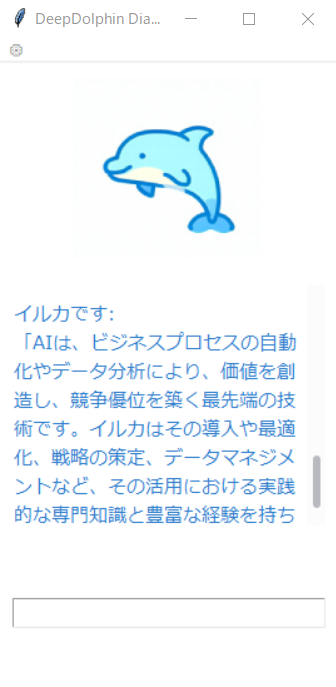 DeepDolphin Dia...
イルカです:
「AIは、ビジネスプロセスの自動
化やデータ分析により、価値を創
造し、競争優位を築く最先端の技
術です。イルカはその導入や最適
化、戦略の策定、データマネジメ
ントなど、その活用における実践
的な専門知識と豊富な経験を持ち